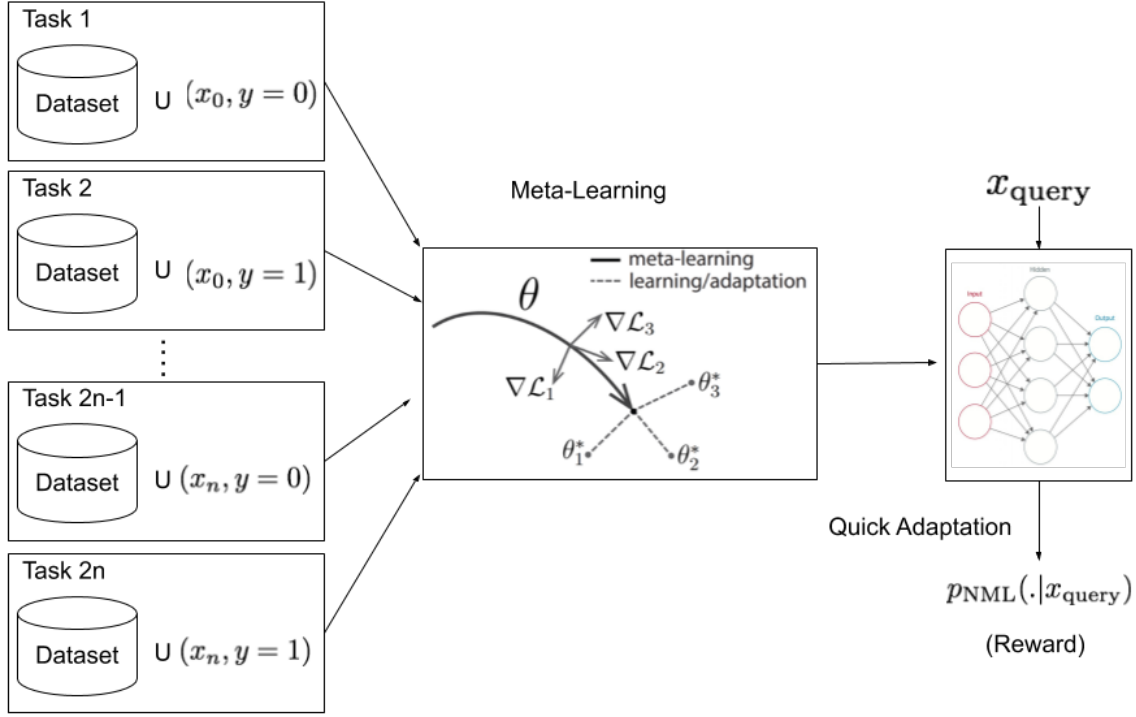 Task 1
Dataset
∪ (x₀, y = 0)
Task 2
Dataset
∪ (x₀, y = 1)
Task 2n-1
Dataset
∪ (xₙ, y = 0)
Task 2n
Dataset
∪ (xₙ, y = 1)
Meta-Learning
meta-learning
learning/adaptation
θ
∇ℒ₃
∇ℒ₂
∇ℒ₁
θ₃*
θ₁*
θ₂*
x_query
Hidden
Input
Output
Quick Adaptation
p_NML(.|x_query)
(Reward)